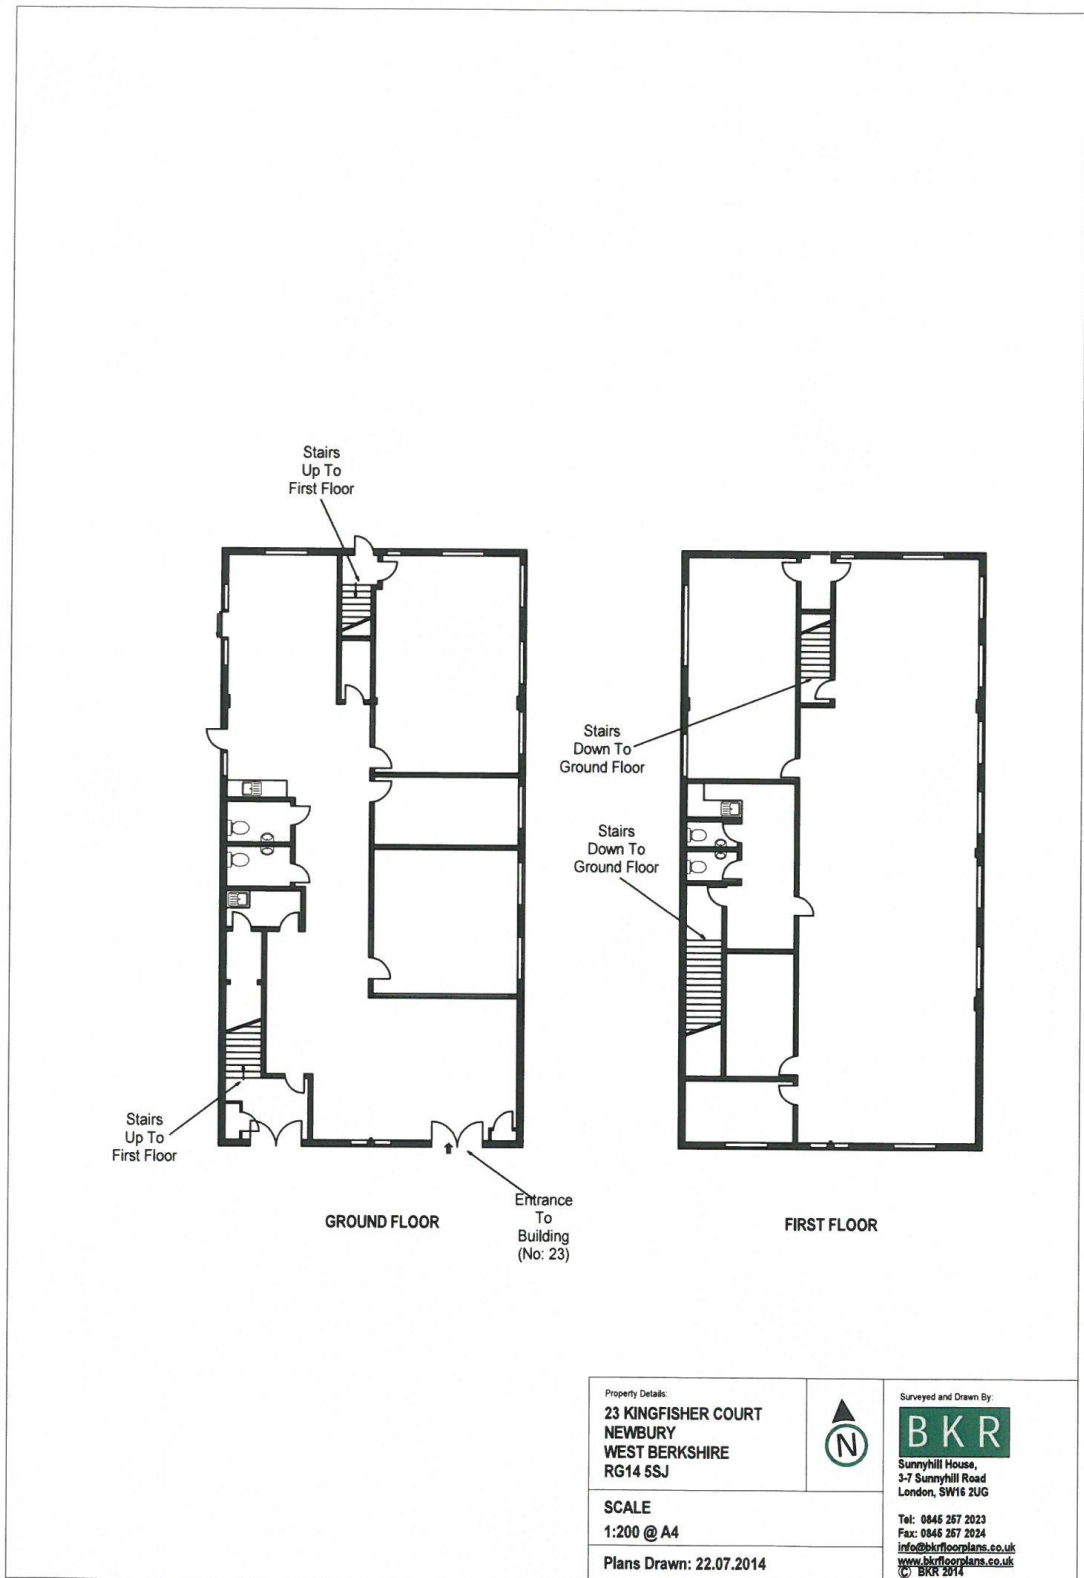 Stairs
Up To
First Floor
Stairs
Down To
Ground Floor
Stairs
Down To
Ground Floor
Stairs
Up To
First Floor
Entrance
To
Building
(No: 23)
GROUND FLOOR
FIRST FLOOR
Property Details:
23 KINGFISHER COURT
NEWBURY
WEST BERKSHIRE
RG14 5SJ
SCALE
1:200 @ A4
Plans Drawn: 22.07.2014
N
Surveyed and Drawn By:
BKR
Sunnyhill House,
3-7 Sunnyhill Road
London, SW16 2UG
Tel: 0845 257 2023
Fax: 0845 257 2024
info@bkrfloorplans.co.uk
www.bkrfloorplans.co.uk
© BKR 2014